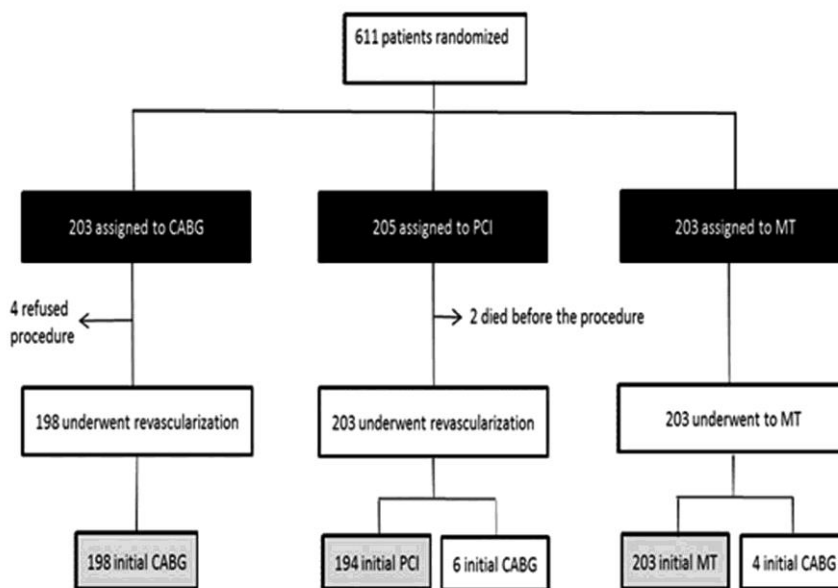 611 patients randomized
203 assigned to CABG
205 assigned to PCI
203 assigned to MT
4 refused
procedure
2 died before the procedure
198 underwent revascularization
203 underwent revascularization
203 underwent to MT
198 initial CABG
194 initial PCI
6 initial CABG
203 initial MT
4 initial CABG